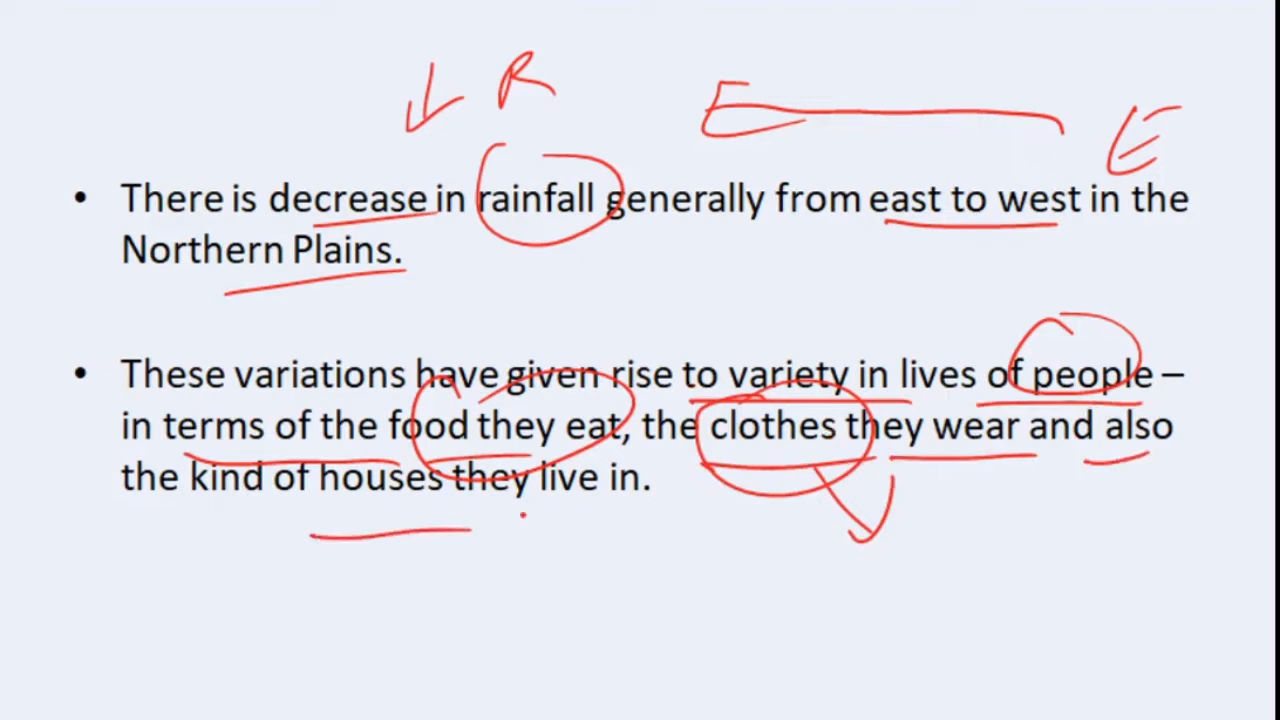 R
E
• There is decrease in rainfall generally from east to west in the
Northern Plains.
• These variations have given rise to variety in lives of people –
in terms of the food they eat, the clothes they wear and also
the kind of houses they live in.